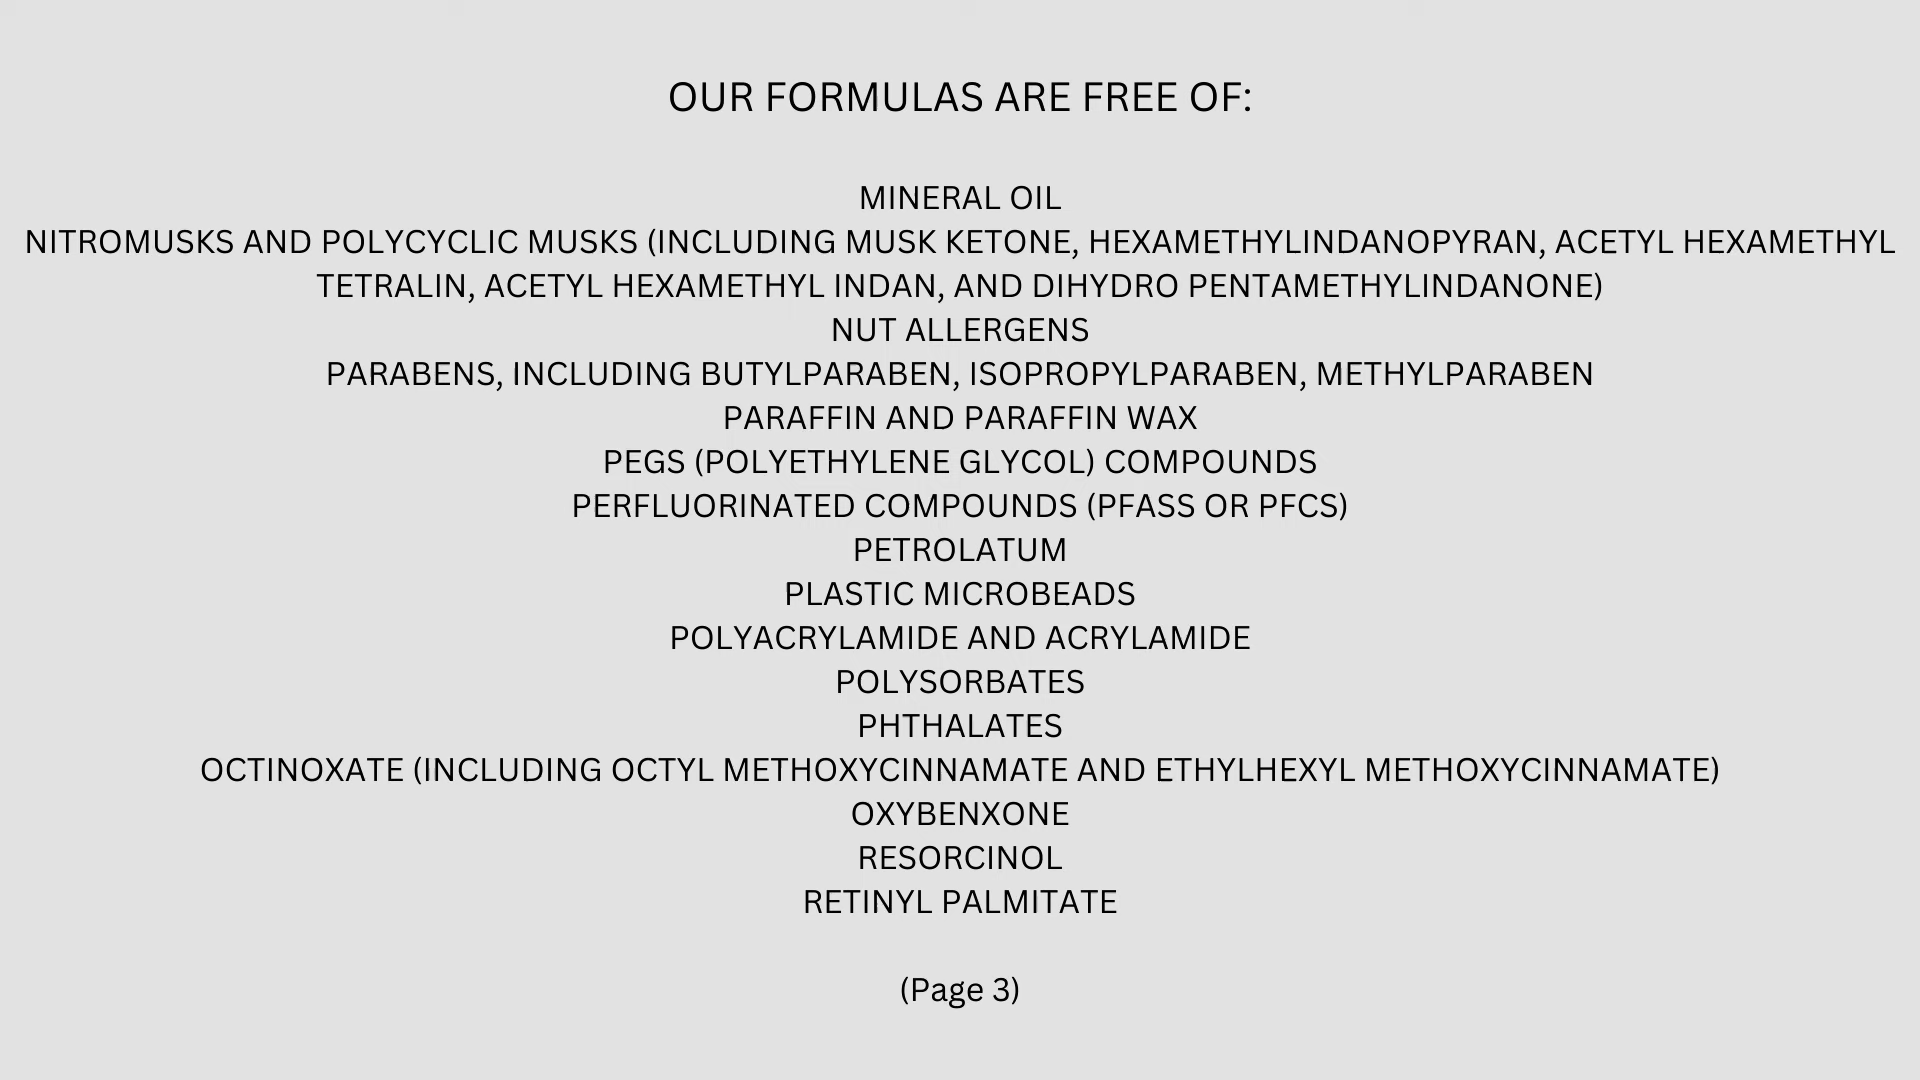 OUR FORMULAS ARE FREE OF:
MINERAL OIL
NITROMUSKS AND POLYCYCLIC MUSKS (INCLUDING MUSK KETONE, HEXAMETHYLINDANOPYRAN, ACETYL HEXAMETHYL
TETRALIN, ACETYL HEXAMETHYL INDAN, AND DIHYDRO PENTAMETHYLINDANONE)
NUT ALLERGENS
PARABENS, INCLUDING BUTYLPARABEN, ISOPROPYLPARABEN, METHYLPARABEN
PARAFFIN AND PARAFFIN WAX
PEGS (POLYETHYLENE GLYCOL) COMPOUNDS
PERFLUORINATED COMPOUNDS (PFASS OR PFCS)
PETROLATUM
PLASTIC MICROBEADS
POLYACRYLAMIDE AND ACRYLAMIDE
POLYSORBATES
PHTHALATES
OCTINOXATE (INCLUDING OCTYL METHOXYCINNAMATE AND ETHYLHEXYL METHOXYCINNAMATE)
OXYBENXONE
RESORCINOL
RETINYL PALMITATE
(Page 3)